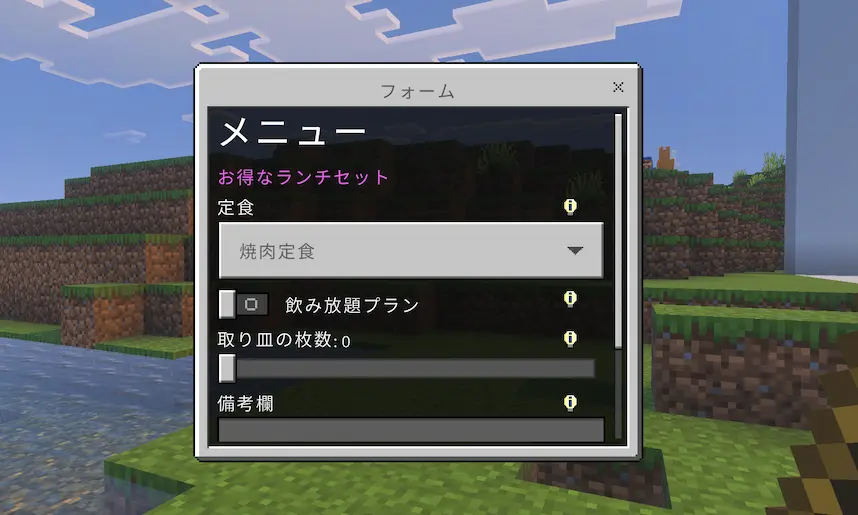 フォーム
メニュー
お得なランチセット
定食
焼肉定食
飲み放題プラン
取り皿の枚数:0
備考欄